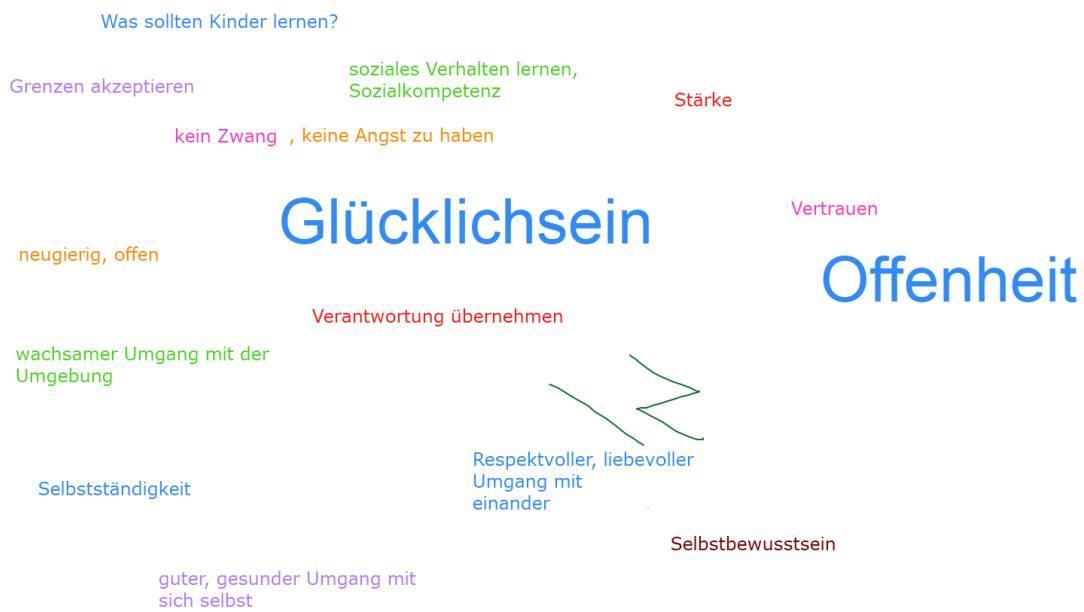 Was sollten Kinder lernen?
soziales Verhalten lernen,
Sozialkompetenz
Grenzen akzeptieren
Stärke
kein Zwang , keine Angst zu haben
Glücklichsein
Vertrauen
neugierig, offen
Offenheit
Verantwortung übernehmen
wachsamer Umgang mit der
Umgebung
Respektvoller, liebevoller
Umgang mit
einander
Selbstständigkeit
Selbstbewusstsein
guter, gesunder Umgang mit
sich selbst